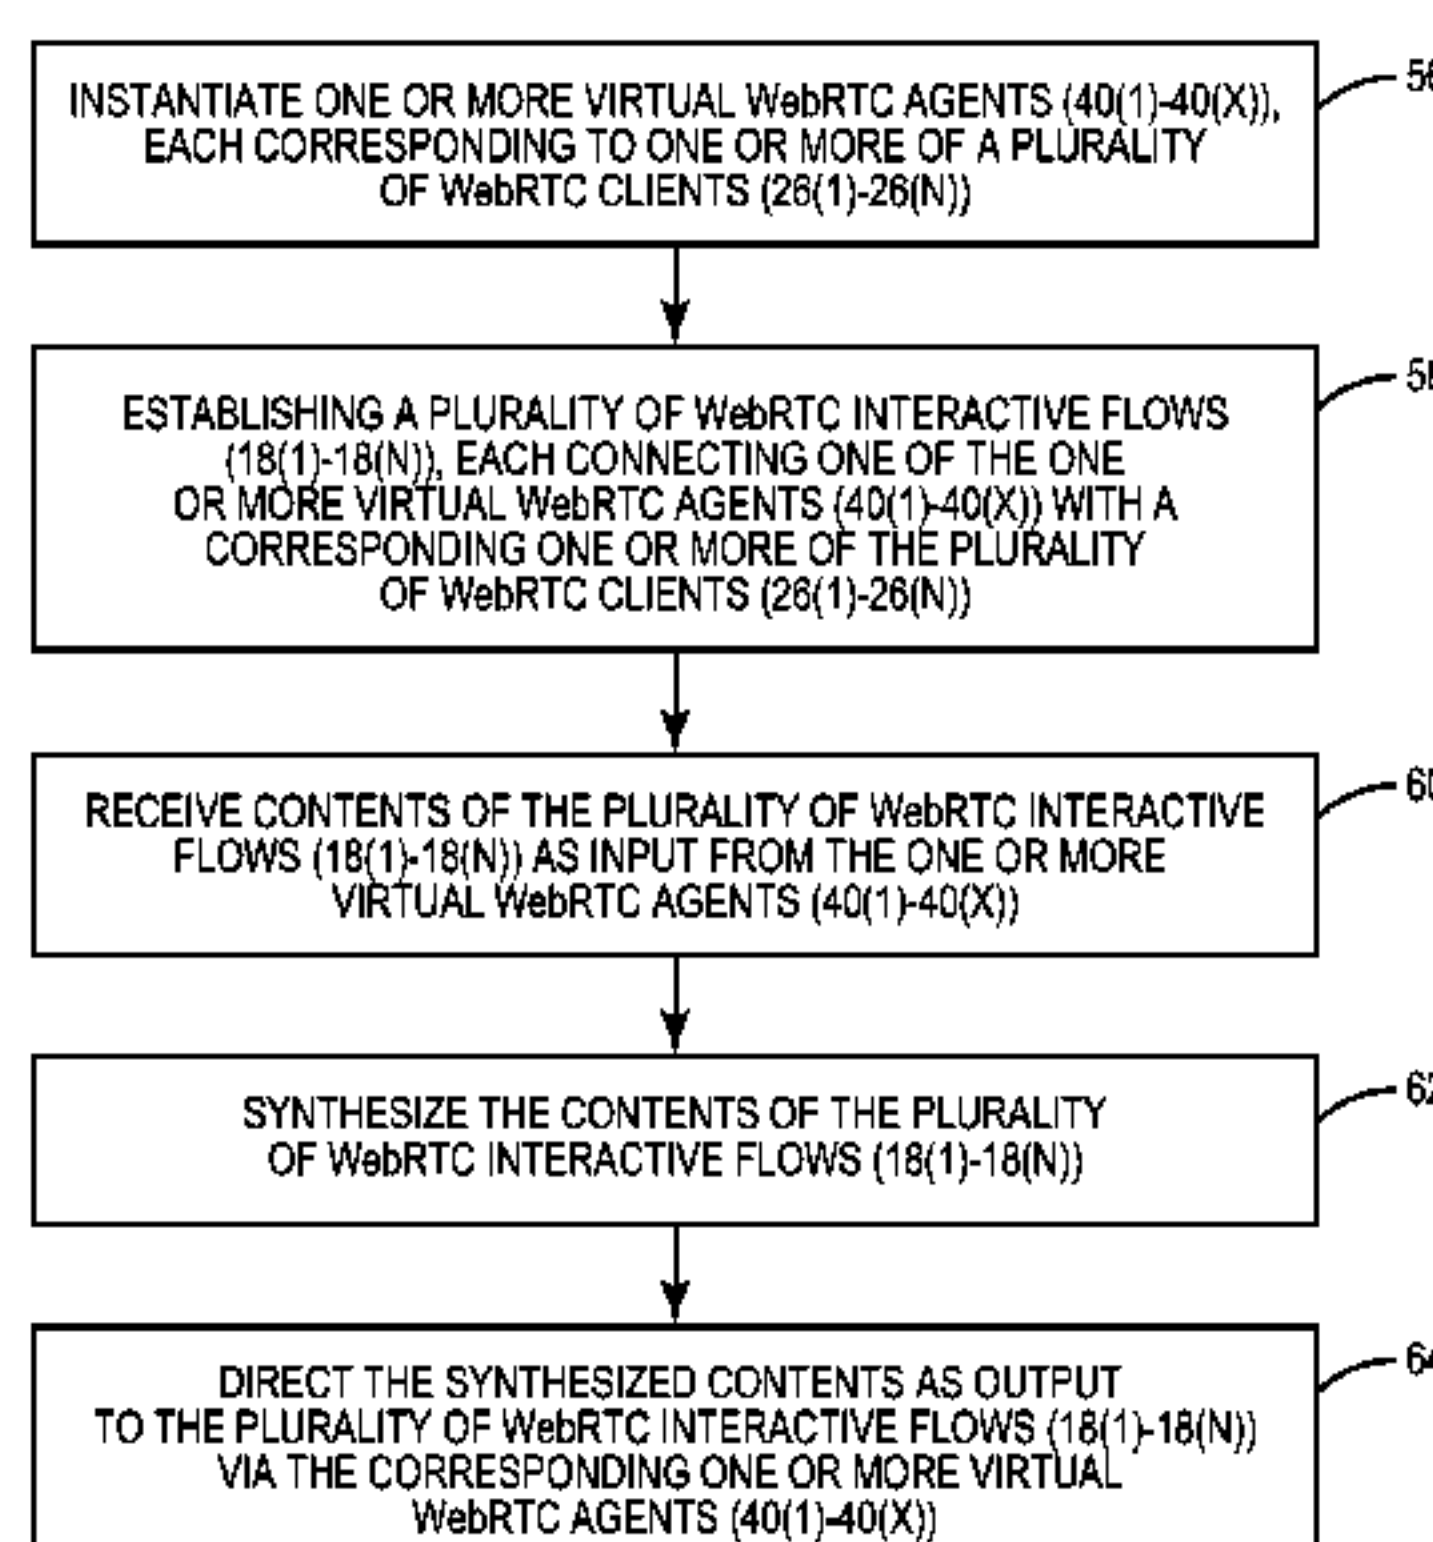 INSTANTIATE ONE OR MORE VIRTUAL WebRTC AGENTS (40(1)-40(X)),
EACH CORRESPONDING TO ONE OR MORE OF A PLURALITY
OF WebRTC CLIENTS (26(1)-26(N))
ESTABLISHING A PLURALITY OF WebRTC INTERACTIVE FLOWS
(18(1)-18(N)), EACH CONNECTING ONE OF THE ONE
OR MORE VIRTUAL WebRTC AGENTS (40(1)-40(X)) WITH A
CORRESPONDING ONE OR MORE OF THE PLURALITY
OF WebRTC CLIENTS (26(1)-26(N))
RECEIVE CONTENTS OF THE PLURALITY OF WebRTC INTERACTIVE
FLOWS (18(1)-18(N)) AS INPUT FROM THE ONE OR MORE
VIRTUAL WebRTC AGENTS (40(1)-40(X))
SYNTHESIZE THE CONTENTS OF THE PLURALITY
OF WebRTC INTERACTIVE FLOWS (18(1)-18(N))
DIRECT THE SYNTHESIZED CONTENTS AS OUTPUT
TO THE PLURALITY OF WebRTC INTERACTIVE FLOWS (18(1)-18(N))
VIA THE CORRESPONDING ONE OR MORE VIRTUAL
WebRTC AGENTS (40(1)-40(X))